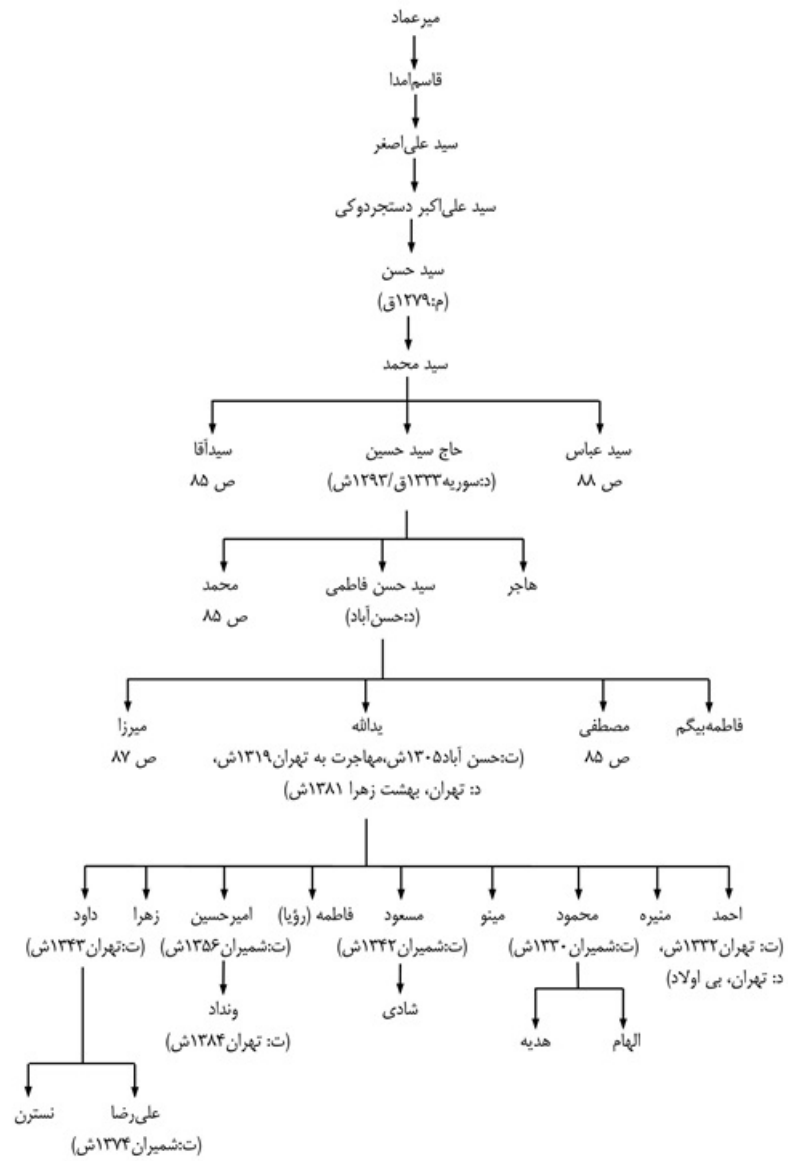 میرعماد
قاسم‌امدا
سید علی‌اصغر
سید علی‌اکبر دستجردوکی
سید حسن
(م:۱۲۷۹ق)
سید محمد
سید عباس
ص ۸۸
حاج سید حسین
(د:سوریه۱۳۳۳ق/۱۲۹۳ش)
سیدآقا
ص ۸۵
هاجر
سید حسن فاطمی
(د:حسن‌آباد)
محمد
ص ۸۵
فاطمه‌بیگم
مصطفی
ص ۸۵
یدالله
(ت:حسن آباد۱۳۰۵ش،مهاجرت به تهران۱۳۱۹ش،
د: تهران، بهشت زهرا ۱۳۸۱ش)
میرزا
ص ۸۷
احمد
(ت: تهران۱۳۳۲ش،
د: تهران، بی اولاد)
منیره
محمود
(ت:شمیران۱۳۳۰ش)
مینو
مسعود
(ت:شمیران۱۳۴۲ش)
فاطمه (رؤیا)
امیرحسین
(ت:شمیران۱۳۵۶ش)
زهرا
داود
(ت:تهران۱۳۴۳ش)
الهام
هدیه
شادی
ونداد
(ت: تهران۱۳۸۴ش)
علی‌رضا
(ت:شمیران۱۳۷۴ش)
نسترن